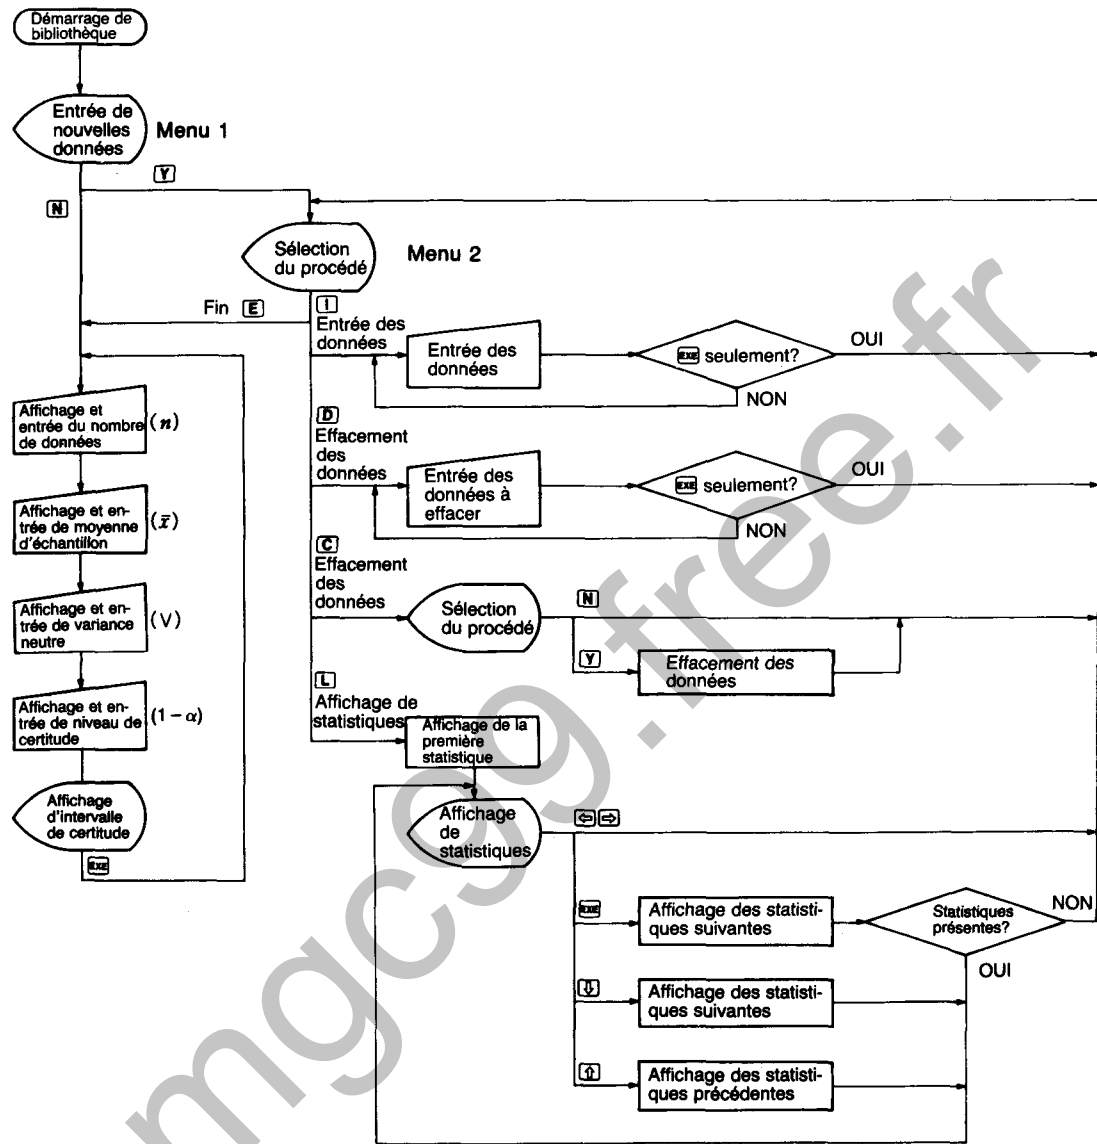 Démarrage de
bibliothèque
Entrée de
nouvelles
données
Menu 1
Y
N
Sélection
du procédé
Menu 2
Fin E
I
Entrée des
données
Entrée des
données
EXE seulement?
OUI
NON
Affichage et
entrée du nombre
de données
(n)
D
Effacement
des
données
Entrée des
données à
effacer
EXE seulement?
OUI
NON
Affichage et en-
trée de moyenne
d'échantillon
(x̄)
C
Effacement
des
données
Sélection
du procédé
N
Y
Effacement des
données
Affichage et en-
trée de variance
neutre
(V)
L
Affichage de
statistiques
Affichage de la
première
statistique
Affichage et en-
trée de niveau de
certitude
(1-α)
Affichage
d'intervalle
de certitude
EXE
Affichage
de
statistiques
⇦ ⇨
EXE
Affichage des statisti-
ques suivantes
Statistiques
présentes?
NON
OUI
⇩
Affichage des statisti-
ques suivantes
⇧
Affichage des statisti-
ques précédentes
mgc99.free.fr